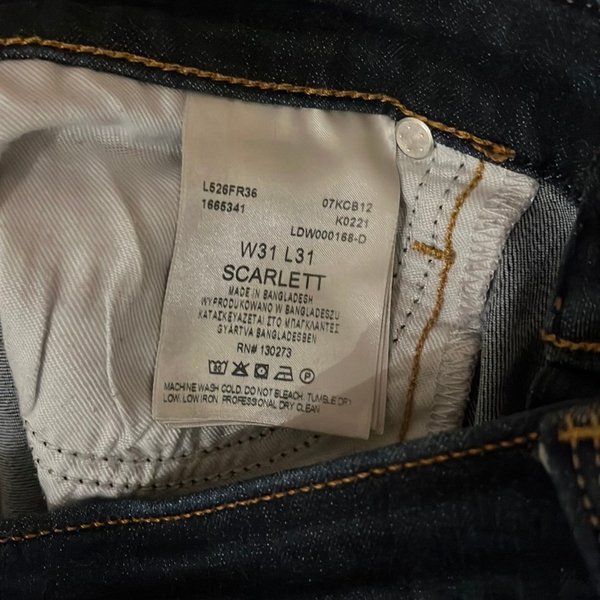 L526FR36 07KCB12
1665341 K0221
LDW000168-D
W31 L31
SCARLETT
MADE IN BANGLADESH
WYPRODUKOWANO W BANGLADESZU
ΚΑΤΑΣΚΕΥΑΖΕΤΑΙ ΣΤΟ ΜΠΑΓΚΛΑΝΤΕΣ
GYÁRTVA BANGLADESBEN
RN# 130273
MACHINE WASH COLD. DO NOT BLEACH. TUMBLE DRY
LOW. LOW IRON. PROFESSIONAL DRY CLEAN